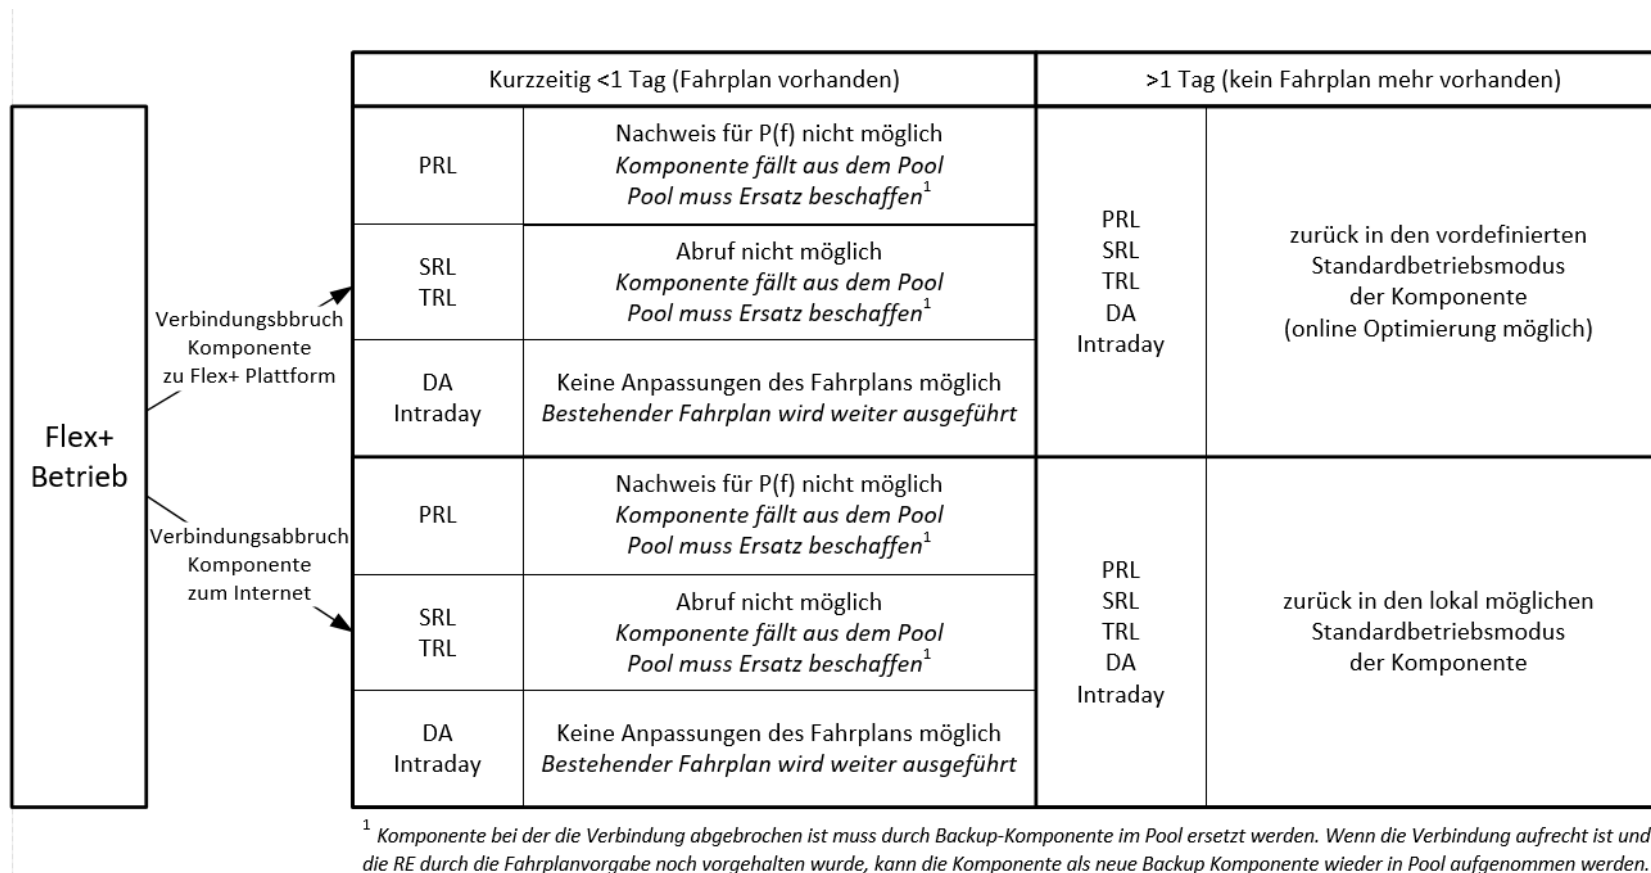 Kurzzeitig <1 Tag (Fahrplan vorhanden)
>1 Tag (kein Fahrplan mehr vorhanden)
Flex+
Betrieb
Verbindungsbbruch
Komponente
zu Flex+ Plattform
PRL
Nachweis für P(f) nicht möglich
Komponente fällt aus dem Pool
Pool muss Ersatz beschaffen1
SRL
TRL
Abruf nicht möglich
Komponente fällt aus dem Pool
Pool muss Ersatz beschaffen1
DA
Intraday
Keine Anpassungen des Fahrplans möglich
Bestehender Fahrplan wird weiter ausgeführt
PRL
SRL
TRL
DA
Intraday
zurück in den vordefinierten
Standardbetriebsmodus
der Komponente
(online Optimierung möglich)
Verbindungsabbruch
Komponente
zum Internet
PRL
Nachweis für P(f) nicht möglich
Komponente fällt aus dem Pool
Pool muss Ersatz beschaffen1
SRL
TRL
Abruf nicht möglich
Komponente fällt aus dem Pool
Pool muss Ersatz beschaffen1
DA
Intraday
Keine Anpassungen des Fahrplans möglich
Bestehender Fahrplan wird weiter ausgeführt
PRL
SRL
TRL
DA
Intraday
zurück in den lokal möglichen
Standardbetriebsmodus
der Komponente
1 Komponente bei der die Verbindung abgebrochen ist muss durch Backup-Komponente im Pool ersetzt werden. Wenn die Verbindung aufrecht ist und
die RE durch die Fahrplanvorgabe noch vorgehalten wurde, kann die Komponente als neue Backup Komponente wieder in Pool aufgenommen werden.